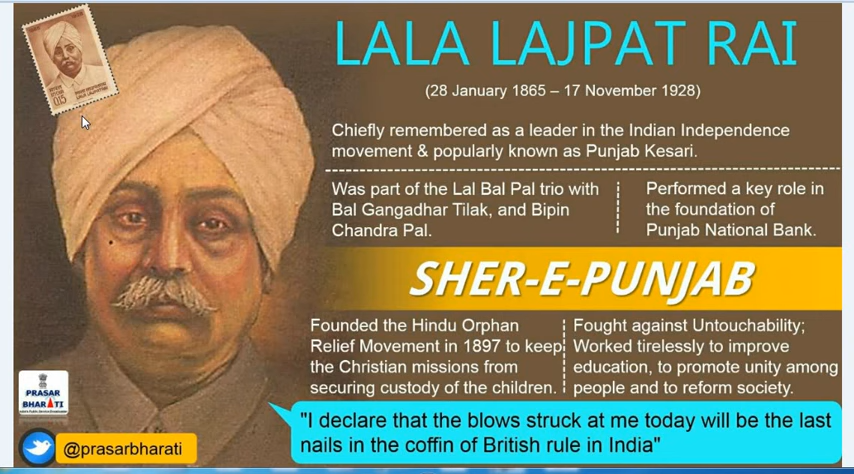 LALA LAJPAT RAI
(28 January 1865 – 17 November 1928)
Chiefly remembered as a leader in the Indian Independence
movement & popularly known as Punjab Kesari.
Was part of the Lal Bal Pal trio with
Bal Gangadhar Tilak, and Bipin
Chandra Pal.
Performed a key role in
the foundation of
Punjab National Bank.
SHER-E-PUNJAB
Founded the Hindu Orphan
Relief Movement in 1897 to keep
the Christian missions from
securing custody of the children.
Fought against Untouchability;
Worked tirelessly to improve
education, to promote unity among
people and to reform society.
"I declare that the blows struck at me today will be the last
nails in the coffin of British rule in India"
PRASAR
BHARATI
@prasarbharati